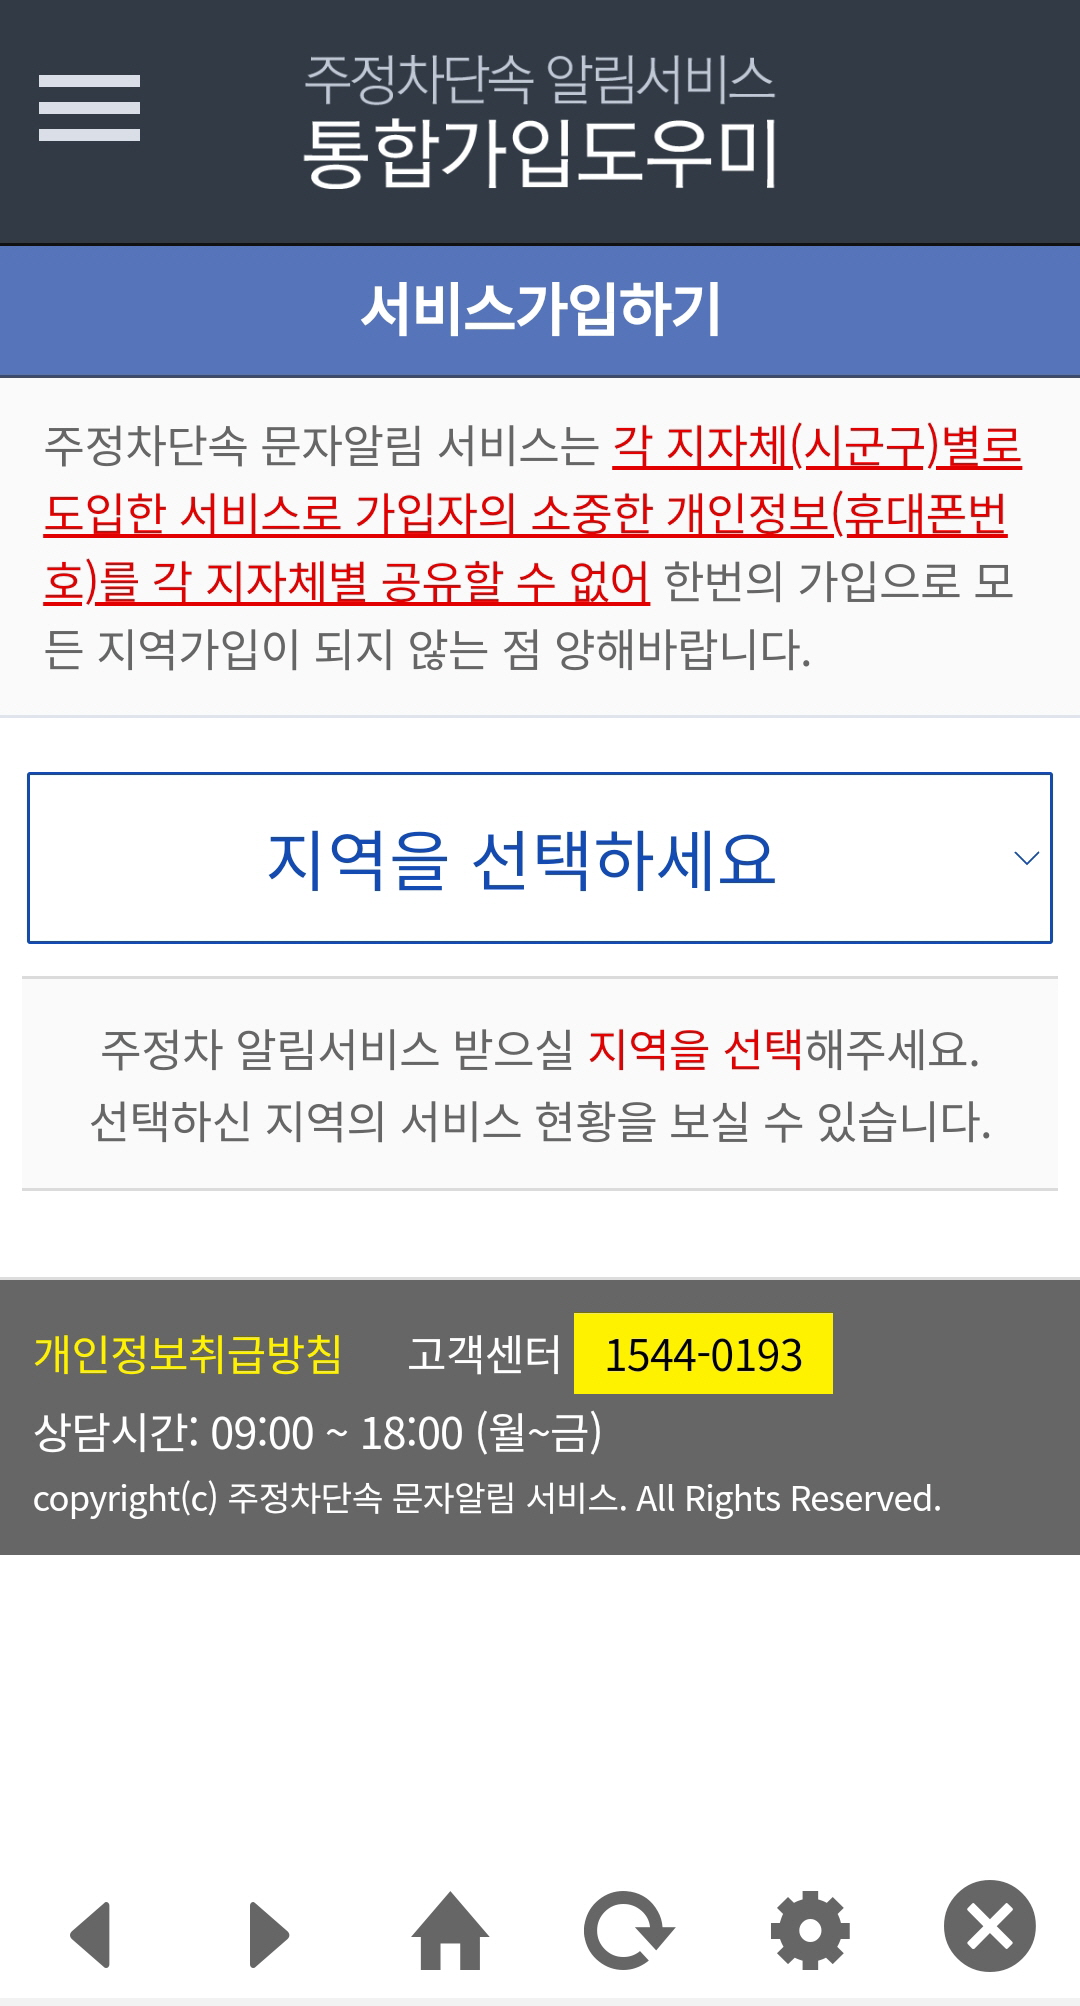 주정차단속 알림서비스
통합가입도우미
서비스가입하기
주정차단속 문자알림 서비스는 각 지자체(시군구)별로
도입한 서비스로 가입자의 소중한 개인정보(휴대폰번
호)를 각 지자체별 공유할 수 없어 한번의 가입으로 모
든 지역가입이 되지 않는 점 양해바랍니다.
지역을 선택하세요
주정차 알림서비스 받으실 지역을 선택해주세요.
선택하신 지역의 서비스 현황을 보실 수 있습니다.
개인정보취급방침 고객센터 1544-0193
상담시간: 09:00 ~ 18:00 (월~금)
copyright(c) 주정차단속 문자알림 서비스. All Rights Reserved.